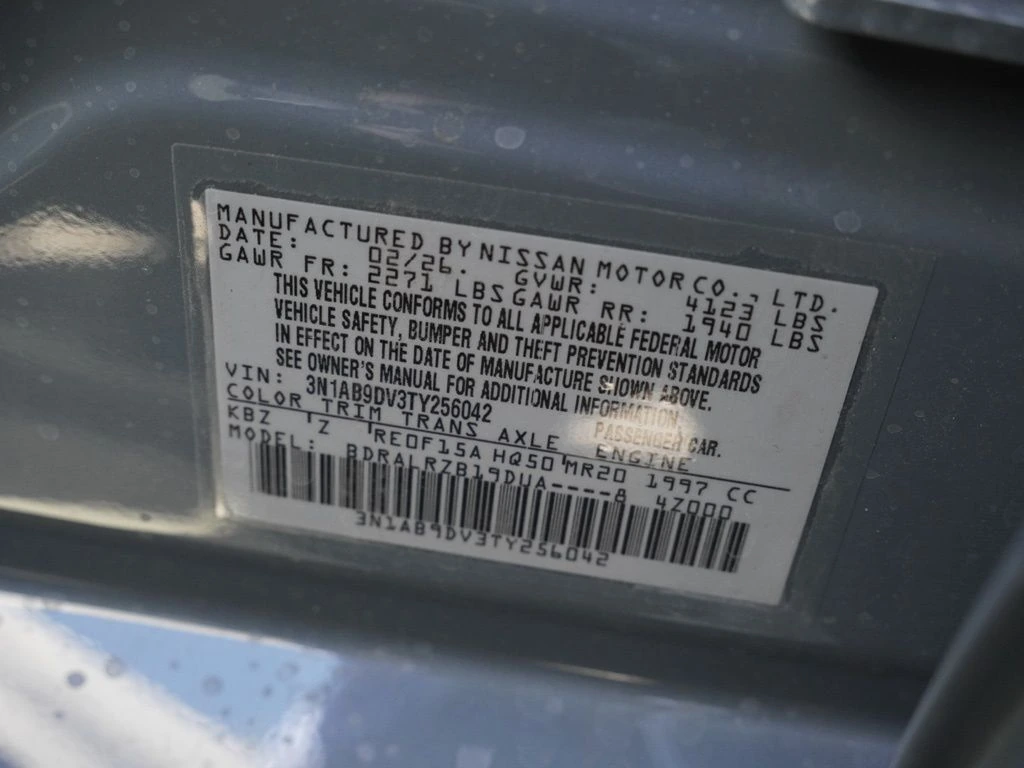 MANUFACTURED BY NISSAN MOTOR CO., LTD.
DATE: 02/26. GVWR: 4123 LBS
GAWR FR: 2271 LBS GAWR RR: 1940 LBS
THIS VEHICLE CONFORMS TO ALL APPLICABLE FEDERAL MOTOR
VEHICLE SAFETY, BUMPER AND THEFT PREVENTION STANDARDS
IN EFFECT ON THE DATE OF MANUFACTURE SHOWN ABOVE.
SEE OWNER'S MANUAL FOR ADDITIONAL INFORMATION.
VIN: 3N1AB9DV3TY256042 PASSENGER CAR.
COLOR TRIM TRANS AXLE ENGINE
KBZ Z RE0F15A HQ50 MR20 1997 CC
MODEL: BDRALRZB19DUA----8 4Z000
3N1AB9DV3TY256042